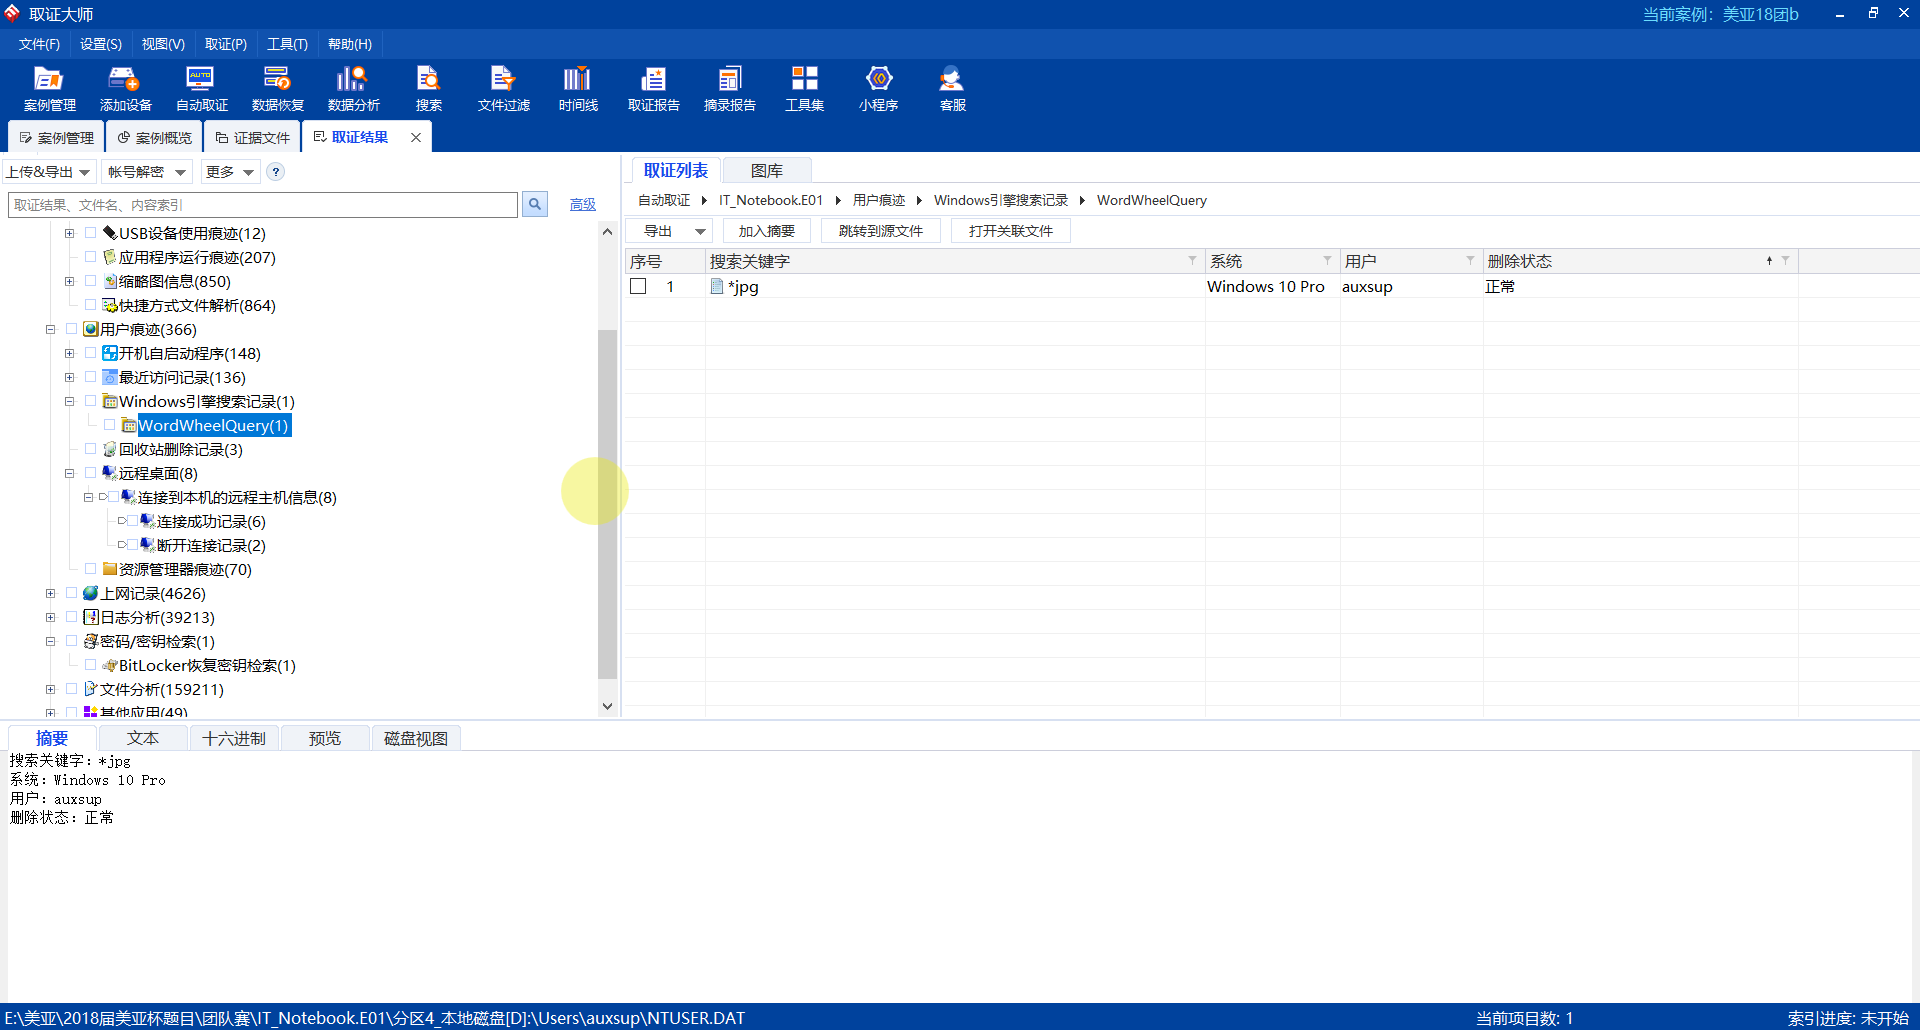 取证大师
当前案例：美亚18团b
文件(F) 设置(S) 视图(V) 取证(P) 工具(T) 帮助(H)
案例管理 添加设备 自动取证 数据恢复 数据分析 搜索 文件过滤 时间线 取证报告 摘录报告 工具集 小程序 客服
案例管理 案例概览 证据文件 取证结果
上传&导出 帐号解密 更多 ?
取证结果、文件名、内容索引 高级
USB设备使用痕迹(12)
应用程序运行痕迹(207)
缩略图信息(850)
快捷方式文件解析(864)
用户痕迹(366)
开机自启动程序(148)
最近访问记录(136)
Windows引擎搜索记录(1)
WordWheelQuery(1)
回收站删除记录(3)
远程桌面(8)
连接到本机的远程主机信息(8)
连接成功记录(6)
断开连接记录(2)
资源管理器痕迹(70)
上网记录(4626)
日志分析(39213)
密码/密钥检索(1)
BitLocker恢复密钥检索(1)
文件分析(159211)
其他应用(49)
取证列表 图库
自动取证 IT_Notebook.E01 用户痕迹 Windows引擎搜索记录 WordWheelQuery
导出 加入摘要 跳转到源文件 打开关联文件
序号 搜索关键字 系统 用户 删除状态
1 *jpg Windows 10 Pro auxsup 正常
摘要 文本 十六进制 预览 磁盘视图
搜索关键字：*jpg
系统：Windows 10 Pro
用户：auxsup
删除状态：正常
E:\美亚\2018届美亚杯题目\团队赛\IT_Notebook.E01\分区4_本地磁盘[D]:\Users\auxsup\NTUSER.DAT
当前项目数: 1
索引进度: 未开始